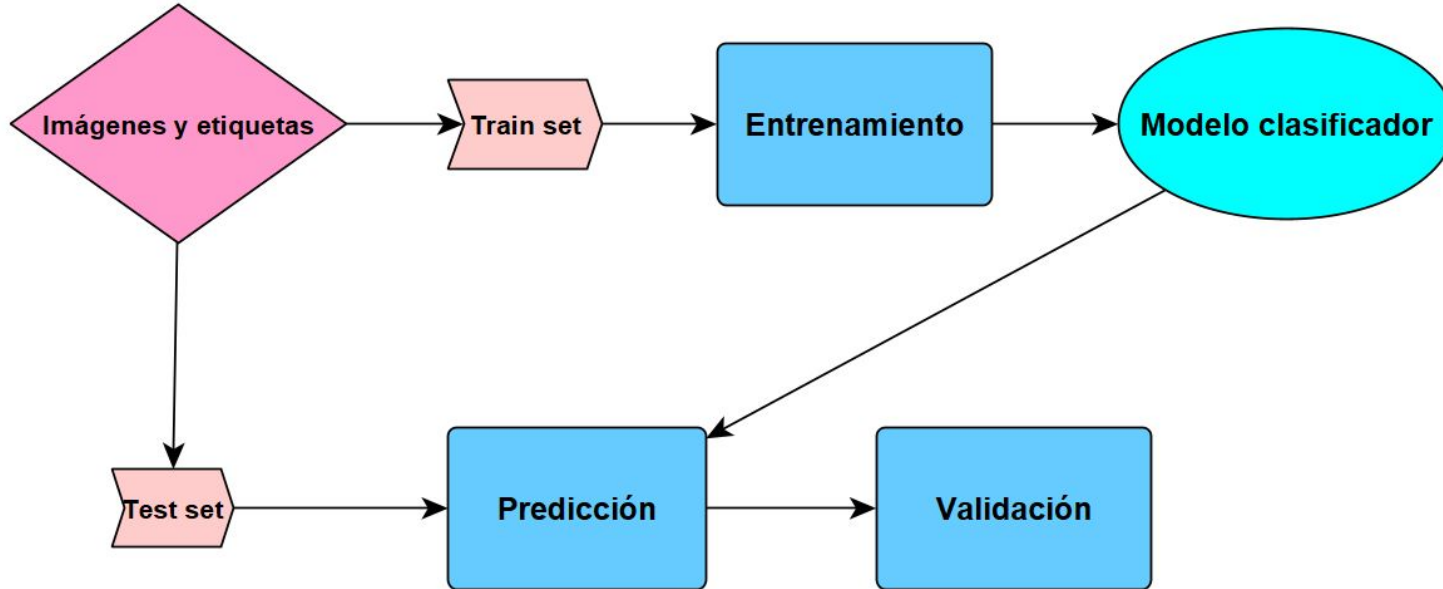 Imágenes y etiquetas
Train set
Entrenamiento
Modelo clasificador
Test set
Predicción
Validación